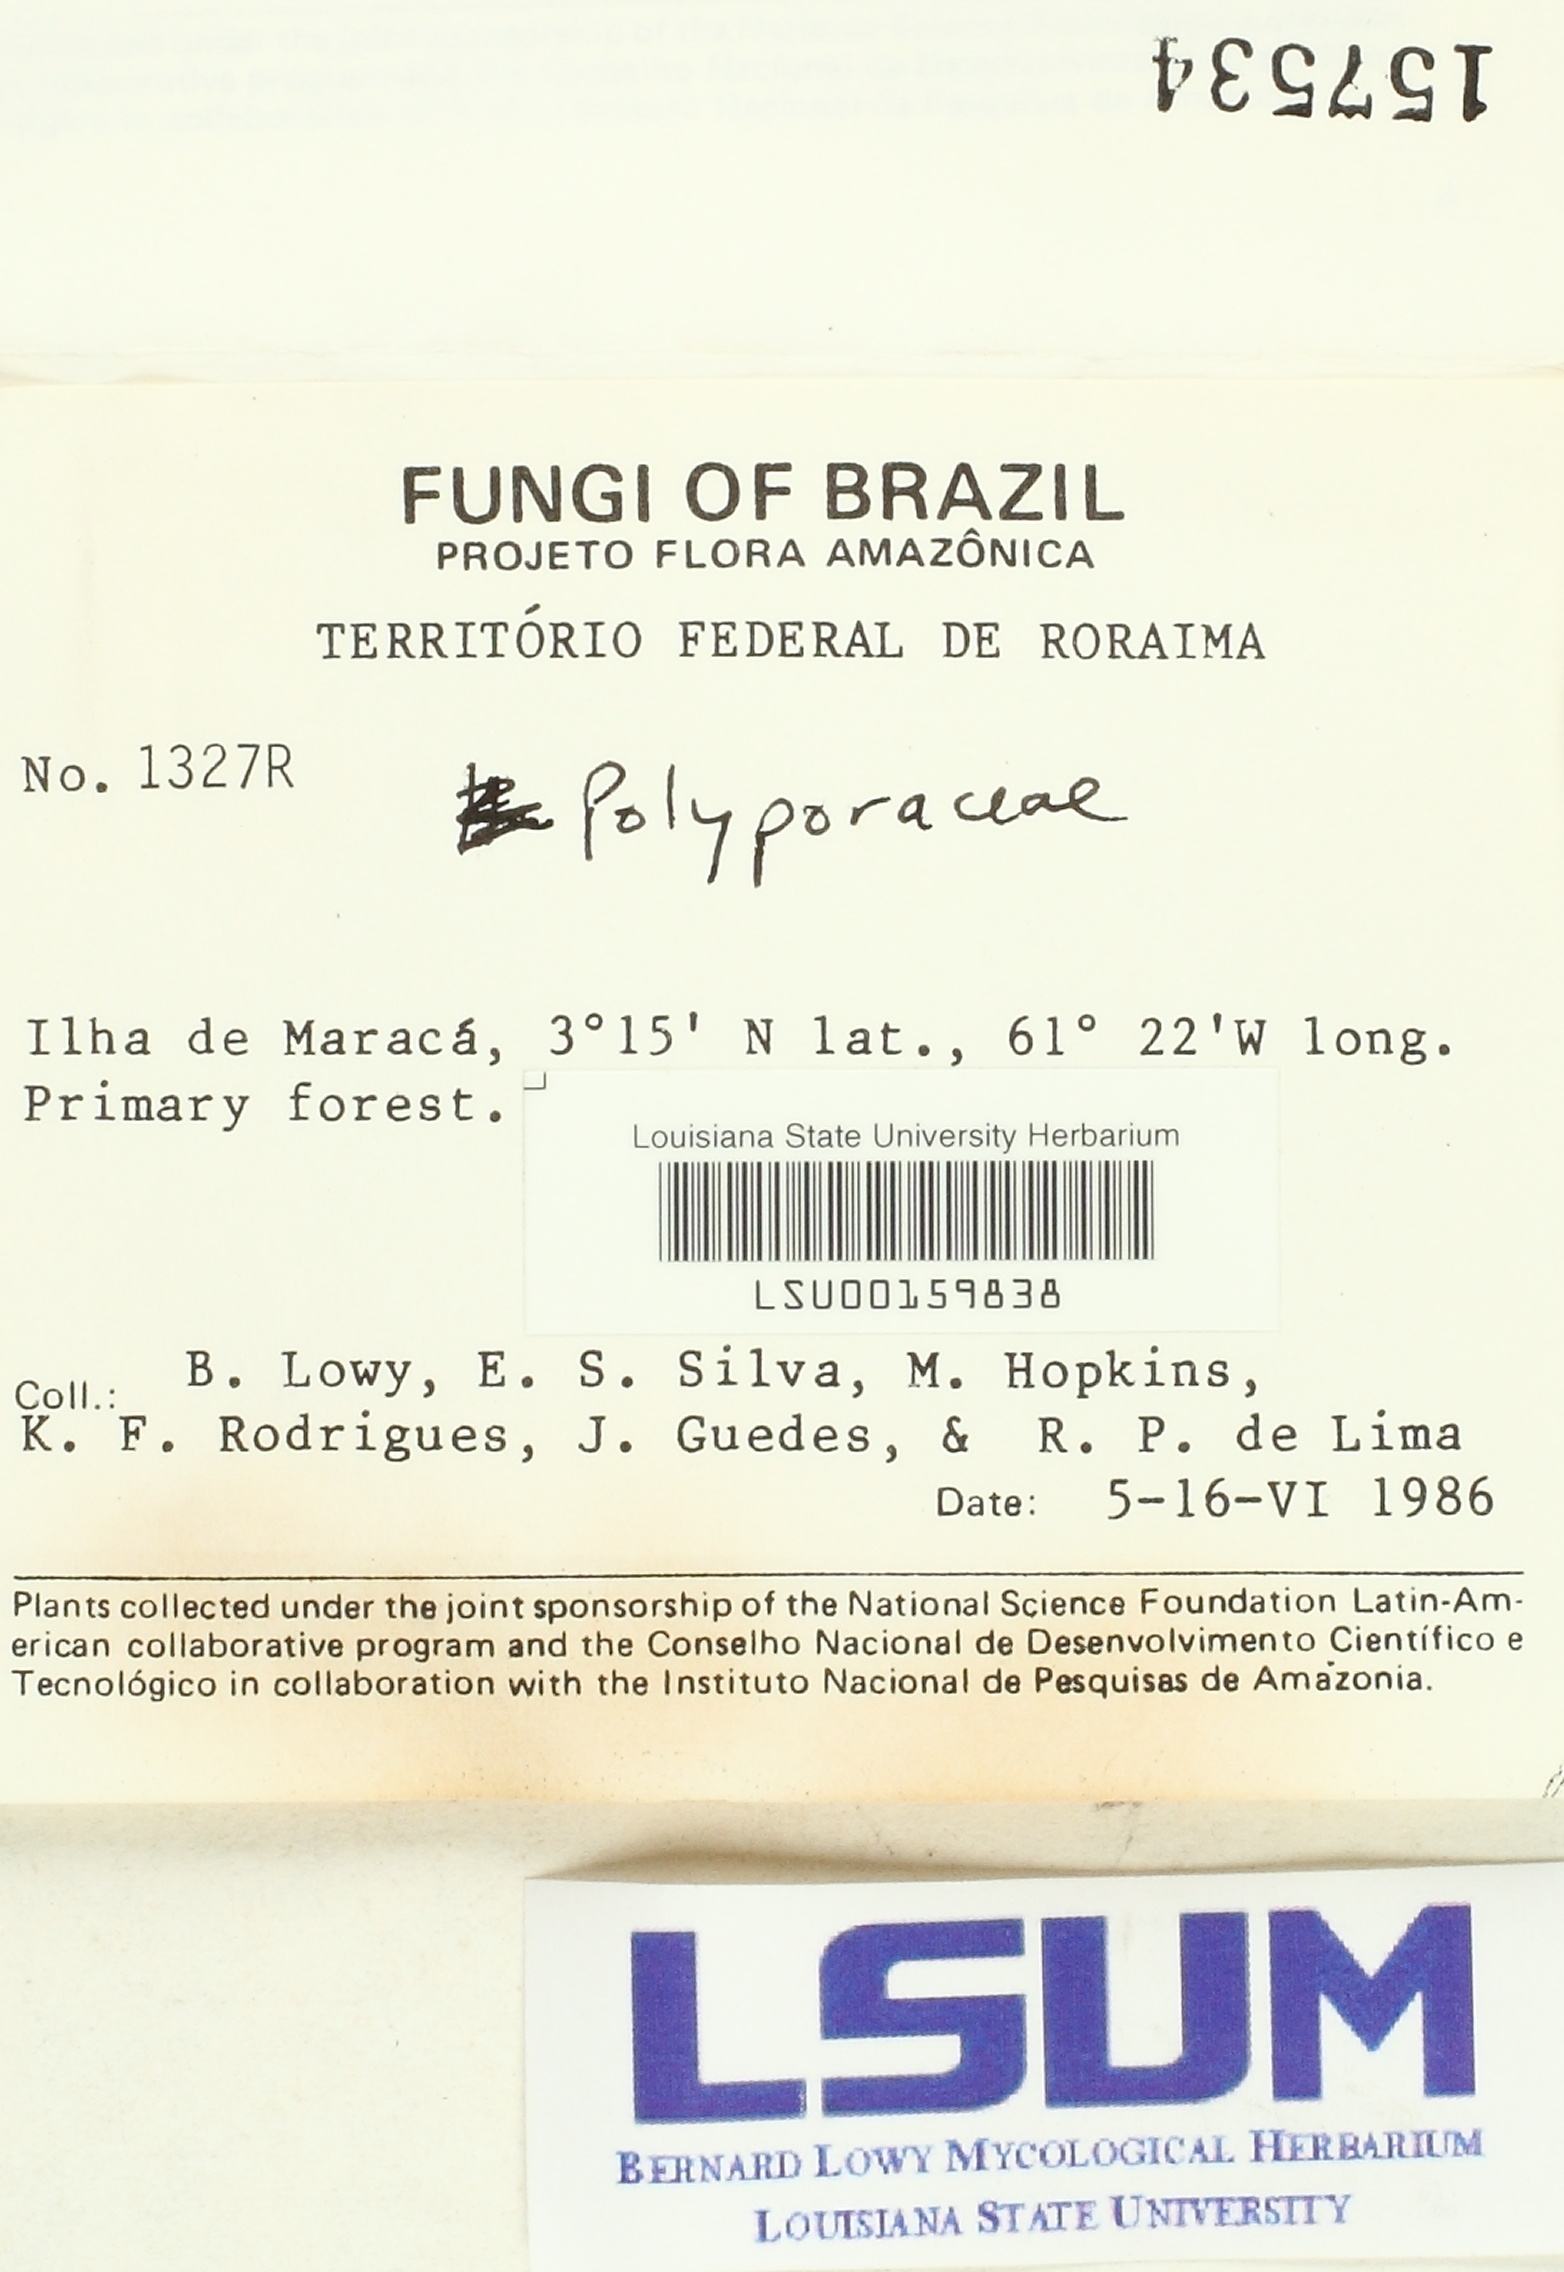 157534
FUNGI OF BRAZIL
PROJETO FLORA AMAZÔNICA
TERRITÓRIO FEDERAL DE RORAIMA
No. 1327R
Polyporaceae
Ilha de Maracá, 3°15' N lat., 61° 22'W long.
Primary forest.
Louisiana State University Herbarium
LSU00159838
Coll.: B. Lowy, E. S. Silva, M. Hopkins,
K. F. Rodrigues, J. Guedes, & R. P. de Lima
Date: 5-16-VI 1986
Plants collected under the joint sponsorship of the National Science Foundation Latin-Am-
erican collaborative program and the Conselho Nacional de Desenvolvimento Científico e
Tecnológico in collaboration with the Instituto Nacional de Pesquisas de Amazonia.
LSUM
BERNARD LOWY MYCOLOGICAL HERBARIUM
LOUISIANA STATE UNIVERSITY